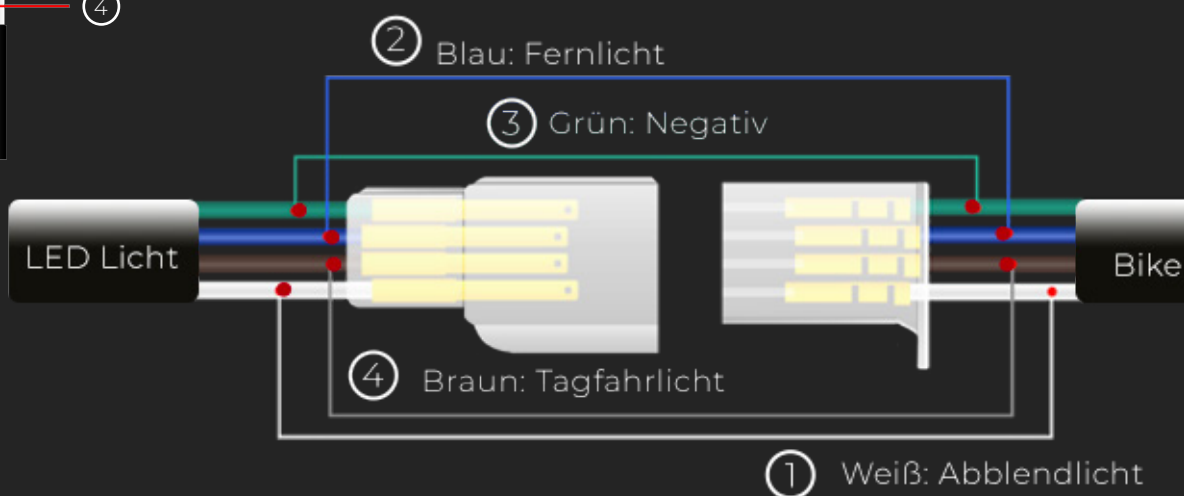 4
2 Blau: Fernlicht
3 Grün: Negativ
LED Licht
Bike
4 Braun: Tagfahrlicht
1 Weiß: Abblendlicht